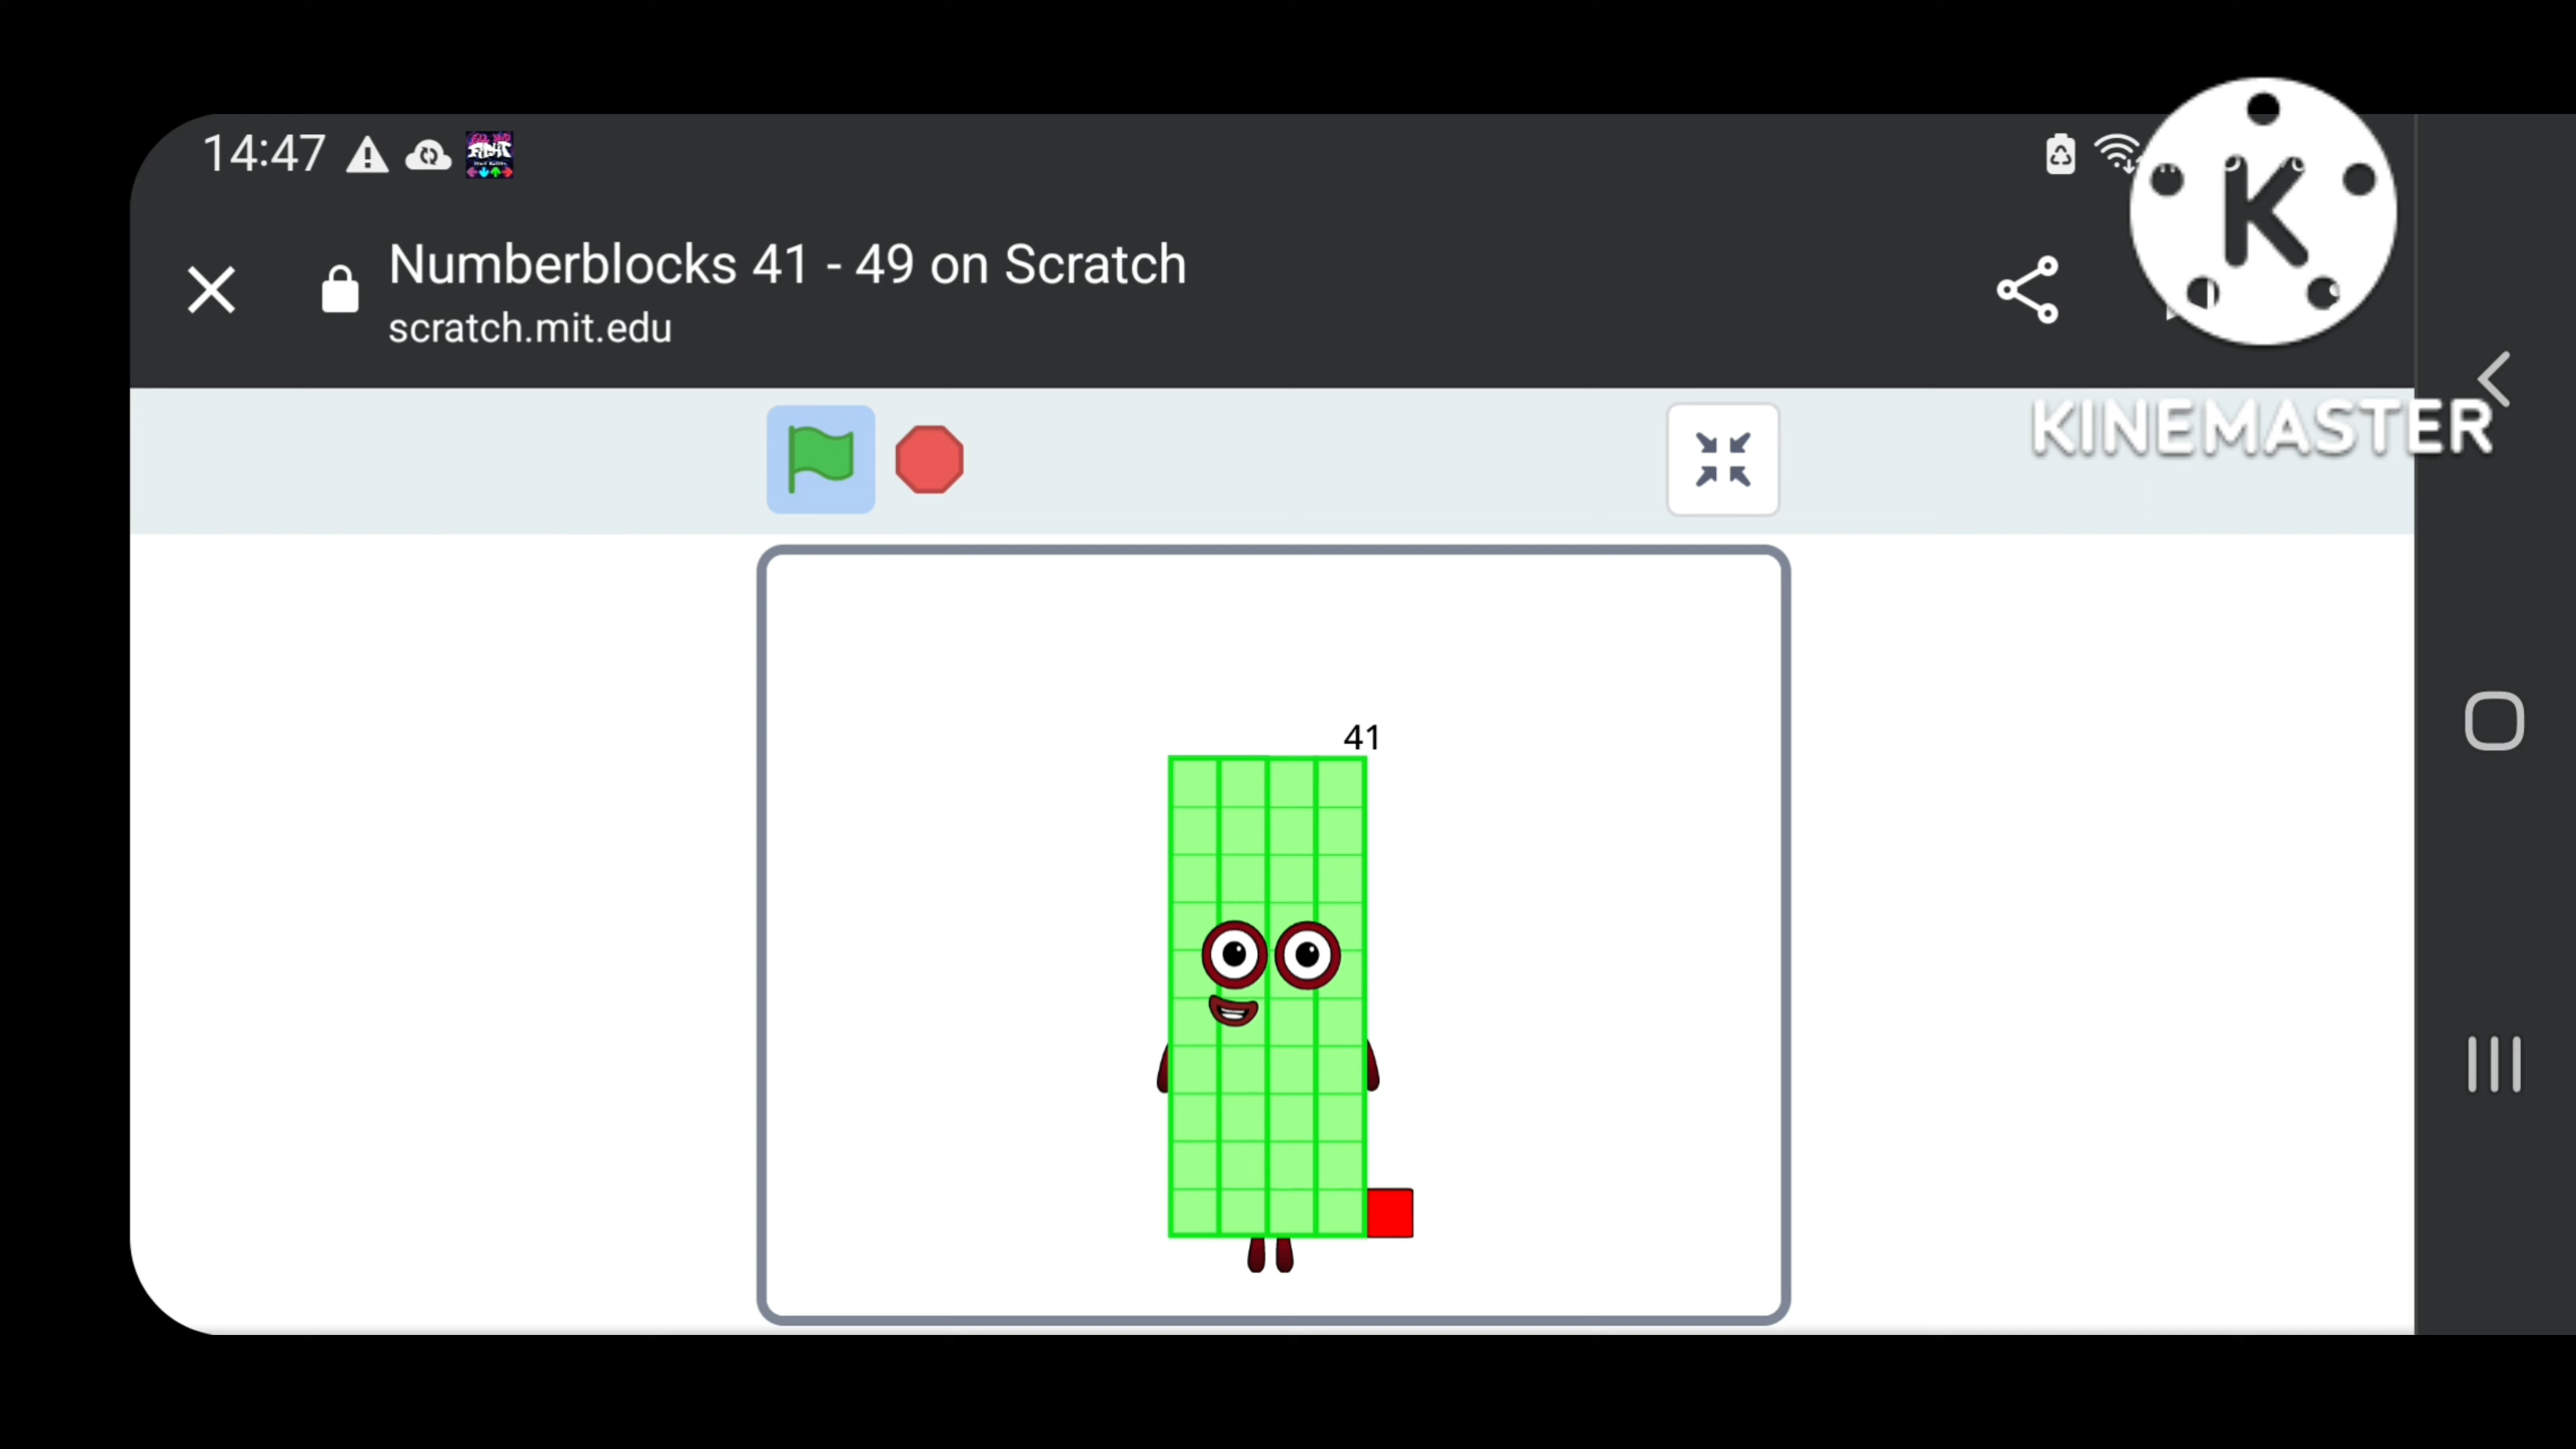 14:47
Numberblocks 41 - 49 on Scratch
scratch.mit.edu
K
KINEMASTER
41